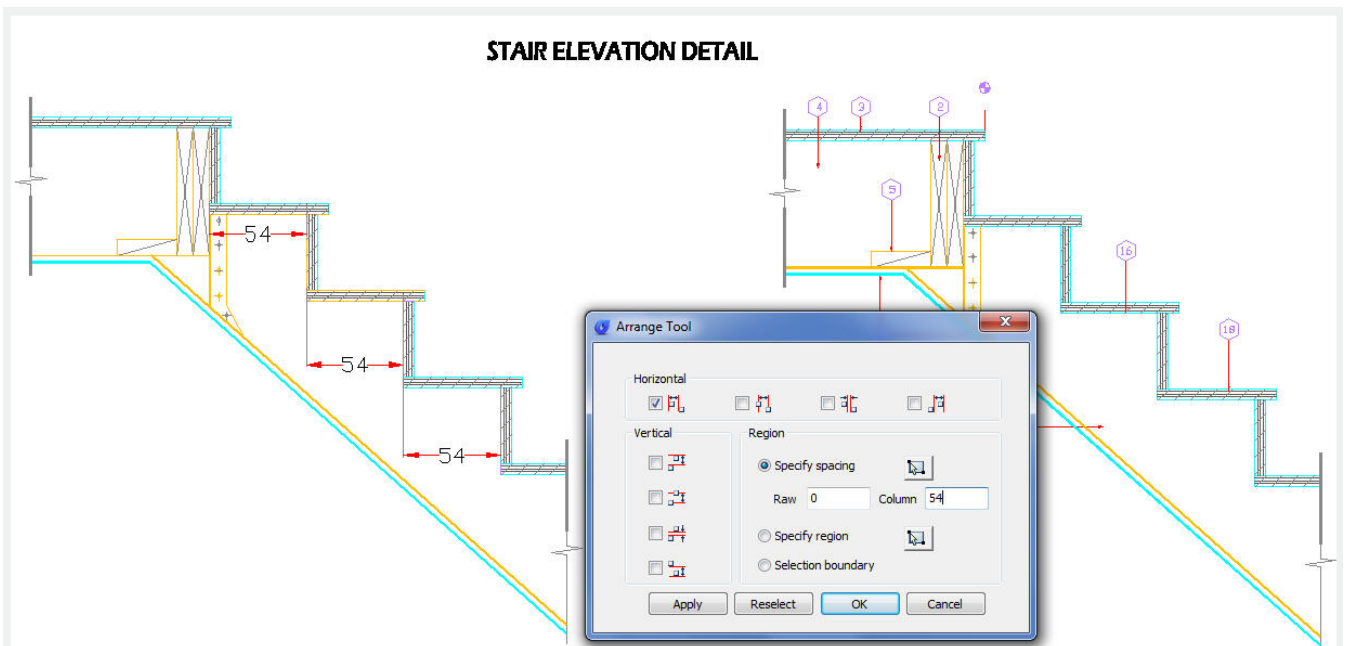 STAIR ELEVATION DETAIL
4 3 2
5
54
16
54
18
54
Arrange Tool
Horizontal
Vertical
Region
Specify spacing
Raw 0 Column 54
Specify region
Selection boundary
Apply Reselect OK Cancel